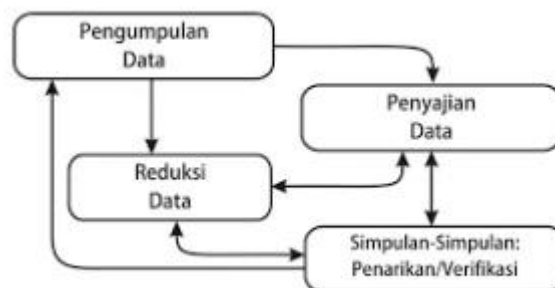 Pengumpulan
Data
Penyajian
Data
Reduksi
Data
Simpulan-Simpulan:
Penarikan/Verifikasi